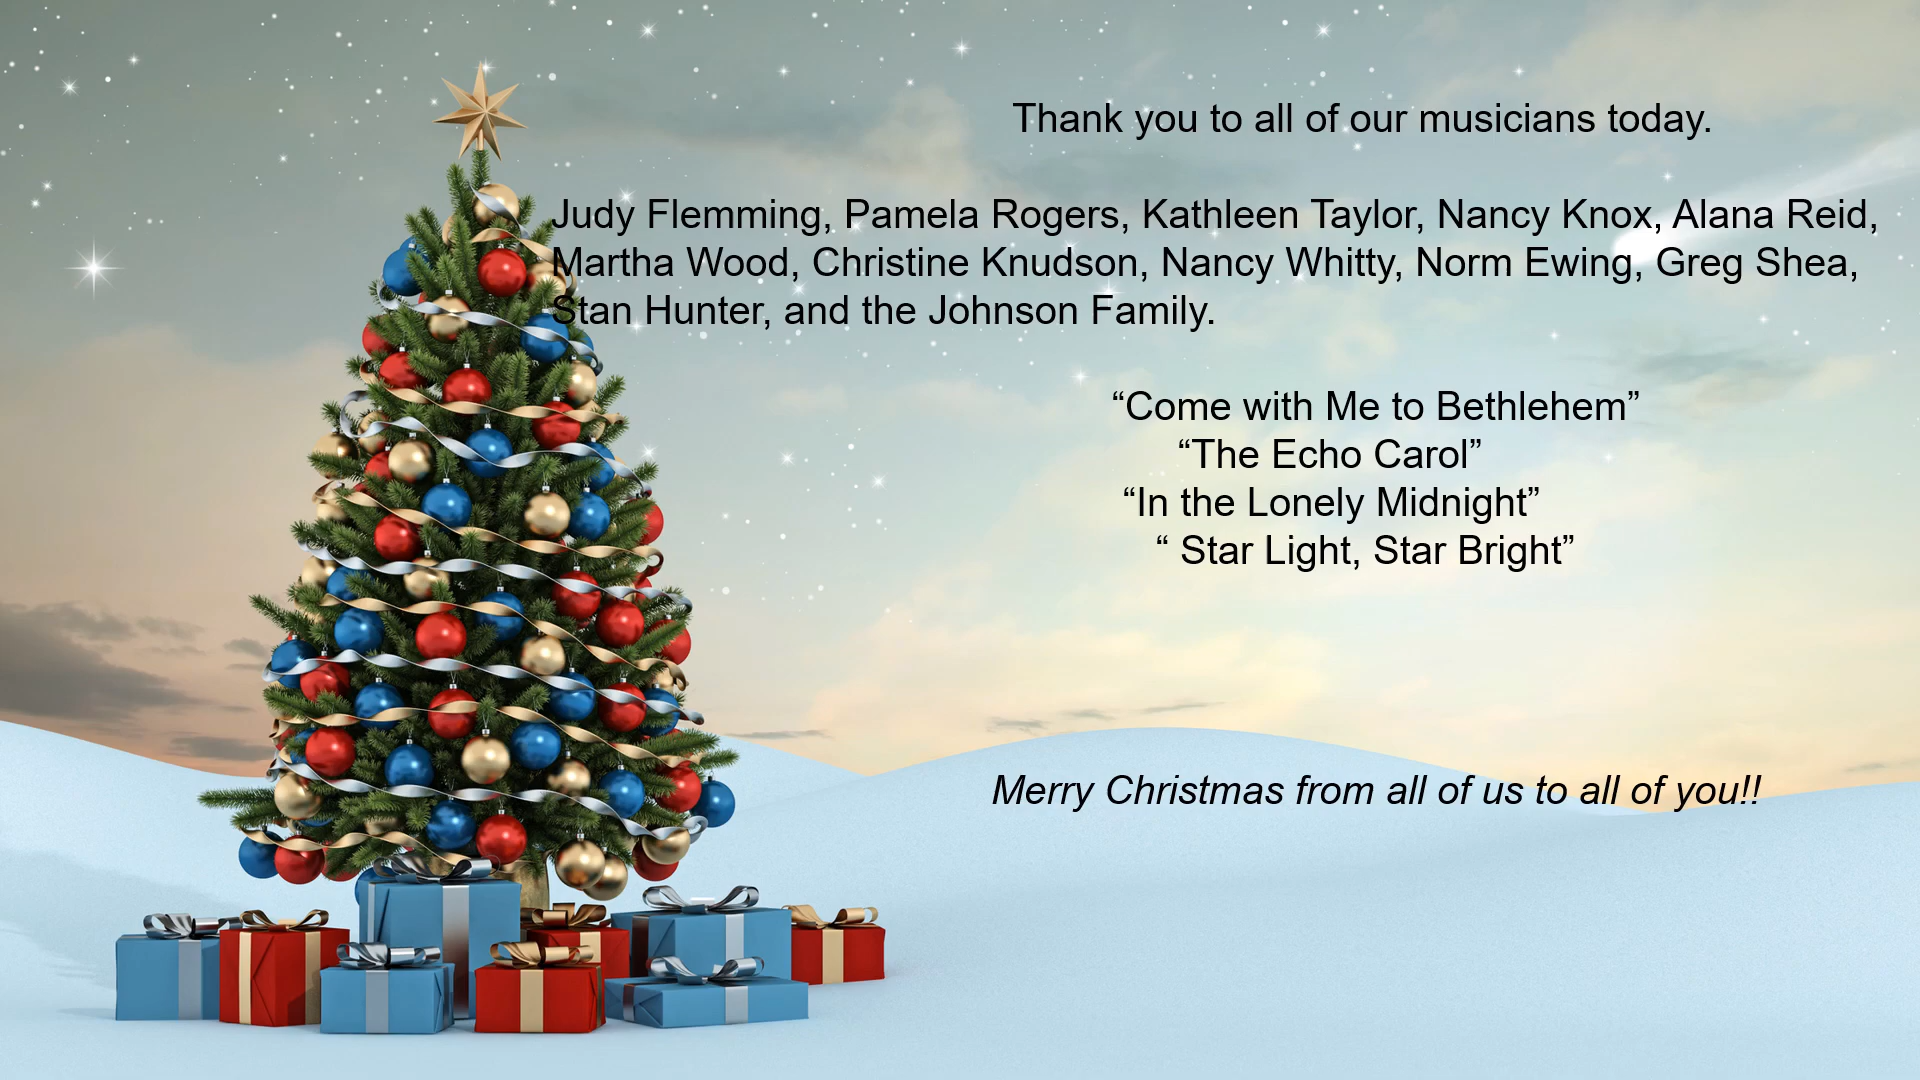 Thank you to all of our musicians today.
Judy Flemming, Pamela Rogers, Kathleen Taylor, Nancy Knox, Alana Reid,
Martha Wood, Christine Knudson, Nancy Whitty, Norm Ewing, Greg Shea,
Stan Hunter, and the Johnson Family.
“Come with Me to Bethlehem”
“The Echo Carol”
“In the Lonely Midnight”
“ Star Light, Star Bright”
Merry Christmas from all of us to all of you!!